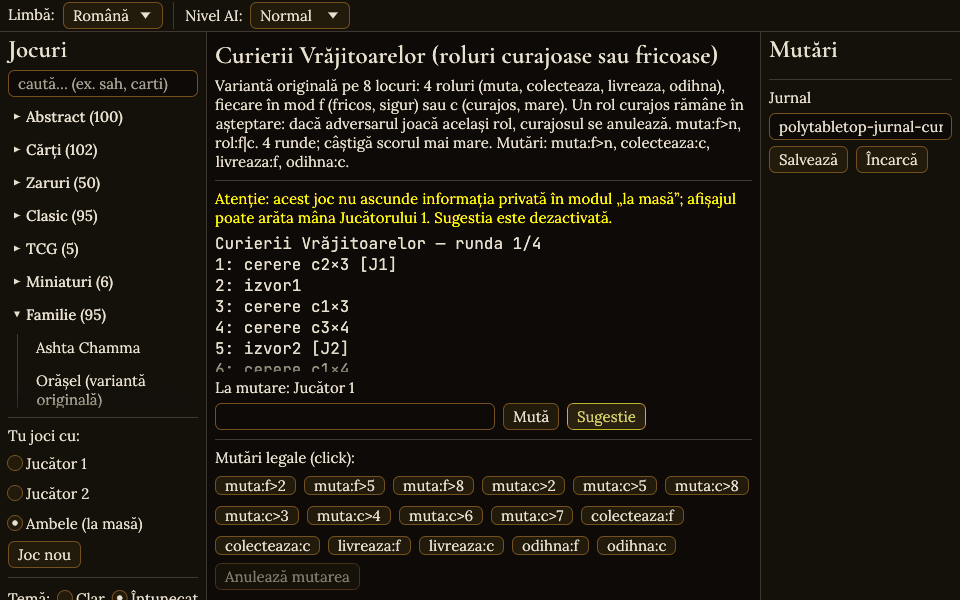 Limbă:
Română
Nivel AI:
Normal
Jocuri
caută... (ex. sah, carti)
Abstract (100)
Cărți (102)
Zaruri (50)
Clasic (95)
TCG (5)
Miniaturi (6)
Familie (95)
Ashta Chamma
Orășel (variantă
originală)
Tu joci cu:
Jucător 1
Jucător 2
Ambele (la masă)
Joc nou
Temă: Clar Întunecat
Curierii Vrăjitoarelor (roluri curajoase sau fricoase)
Variantă originală pe 8 locuri: 4 roluri (muta, colecteaza, livreaza, odihna),
fiecare în mod f (fricos, sigur) sau c (curajos, mare). Un rol curajos rămâne în
așteptare: dacă adversarul joacă același rol, curajosul se anulează. muta:f>n,
rol:f|c. 4 runde; câștigă scorul mai mare. Mutări: muta:f>n, colecteaza:c,
livreaza:f, odihna:c.
Atenție: acest joc nu ascunde informația privată în modul „la masă”; afișajul
poate arăta mâna Jucătorului 1. Sugestia este dezactivată.
Curierii Vrăjitoarelor — runda 1/4
1: cerere c2×3 [J1]
2: izvor1
3: cerere c1×3
4: cerere c3×4
5: izvor2 [J2]
6: cerere c1×4
La mutare: Jucător 1
Mută
Sugestie
Mutări legale (click):
muta:f>2 muta:f>5 muta:f>8 muta:c>2 muta:c>5 muta:c>8
muta:c>3 muta:c>4 muta:c>6 muta:c>7 colecteaza:f
colecteaza:c livreaza:f livreaza:c odihna:f odihna:c
Anulează mutarea
Mutări
Jurnal
polytabletop-jurnal-cur
Salvează
Încarcă